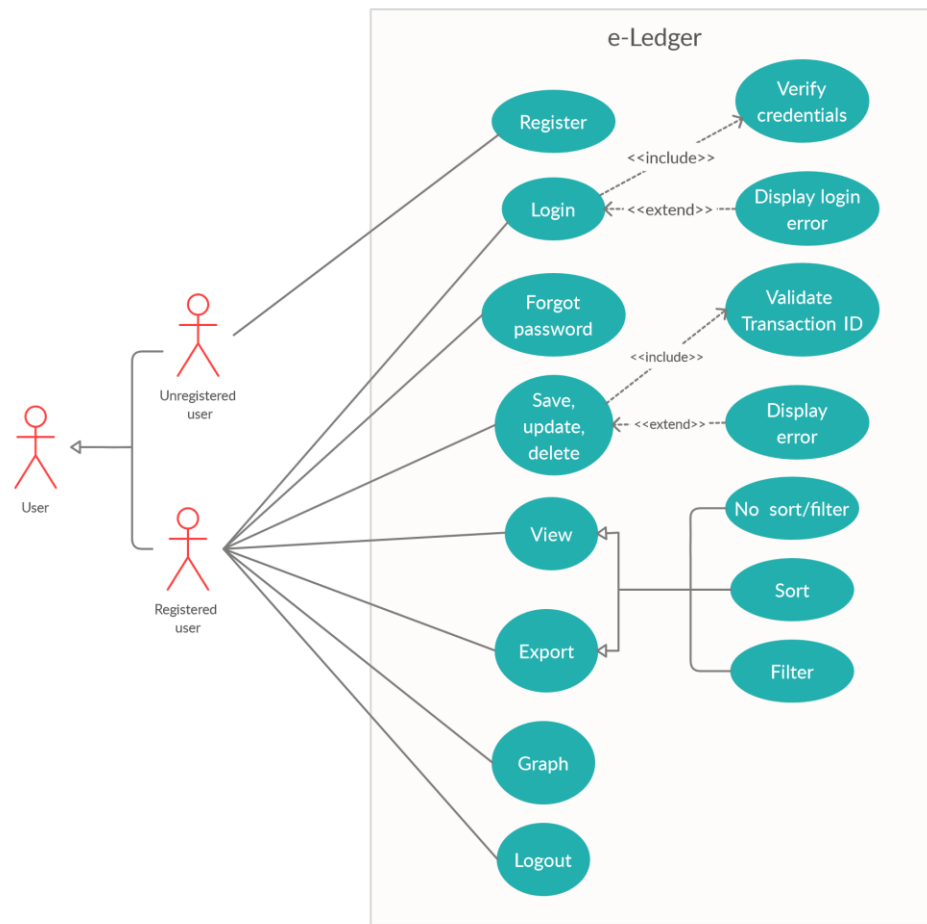 e-Ledger
Verify
credentials
Register
<<include>>
Login
<<extend>>
Display login
error
Forgot
password
Validate
Transaction ID
<<include>>
Unregistered
user
Save,
update,
delete
<<extend>>
Display
error
User
No sort/filter
View
Sort
Registered
user
Export
Filter
Graph
Logout